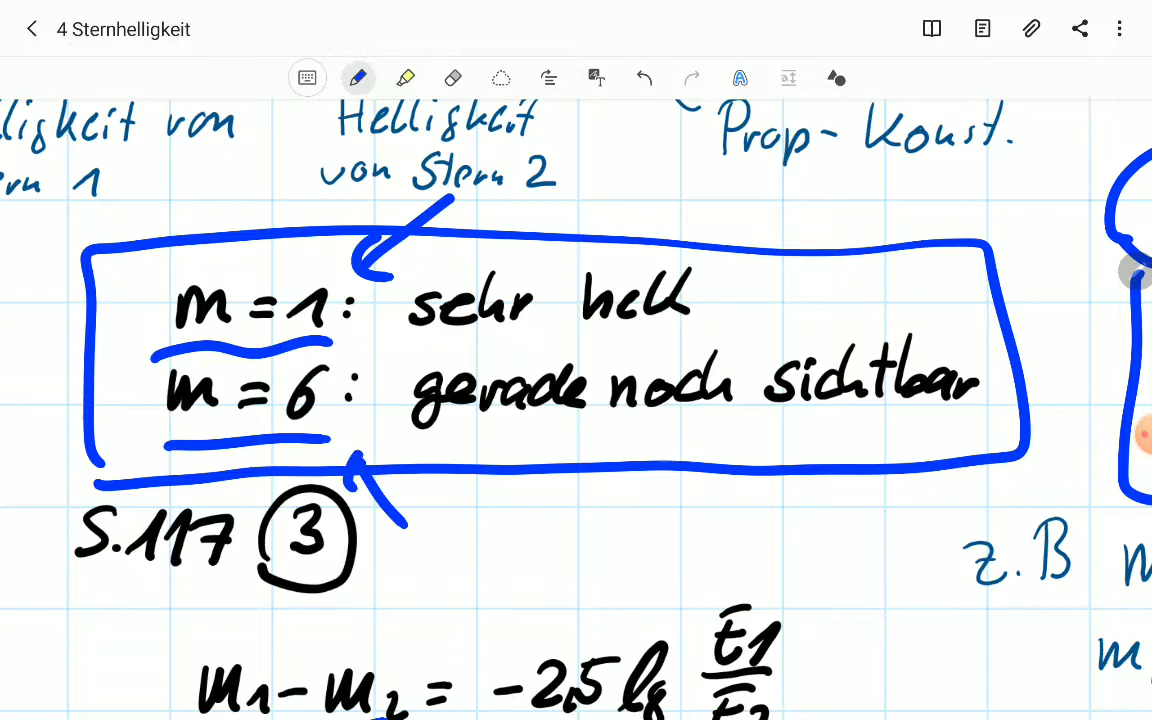 4 Sternhelligkeit
lligkeit von
ern 1
Helligkeit
von Stern 2
Prop- Konst.
m = 1: sehr hell
m = 6: gerade noch sichtbar
S.117 3
z.B m
m
m1 - m2 = -2,5 lg E1
E2